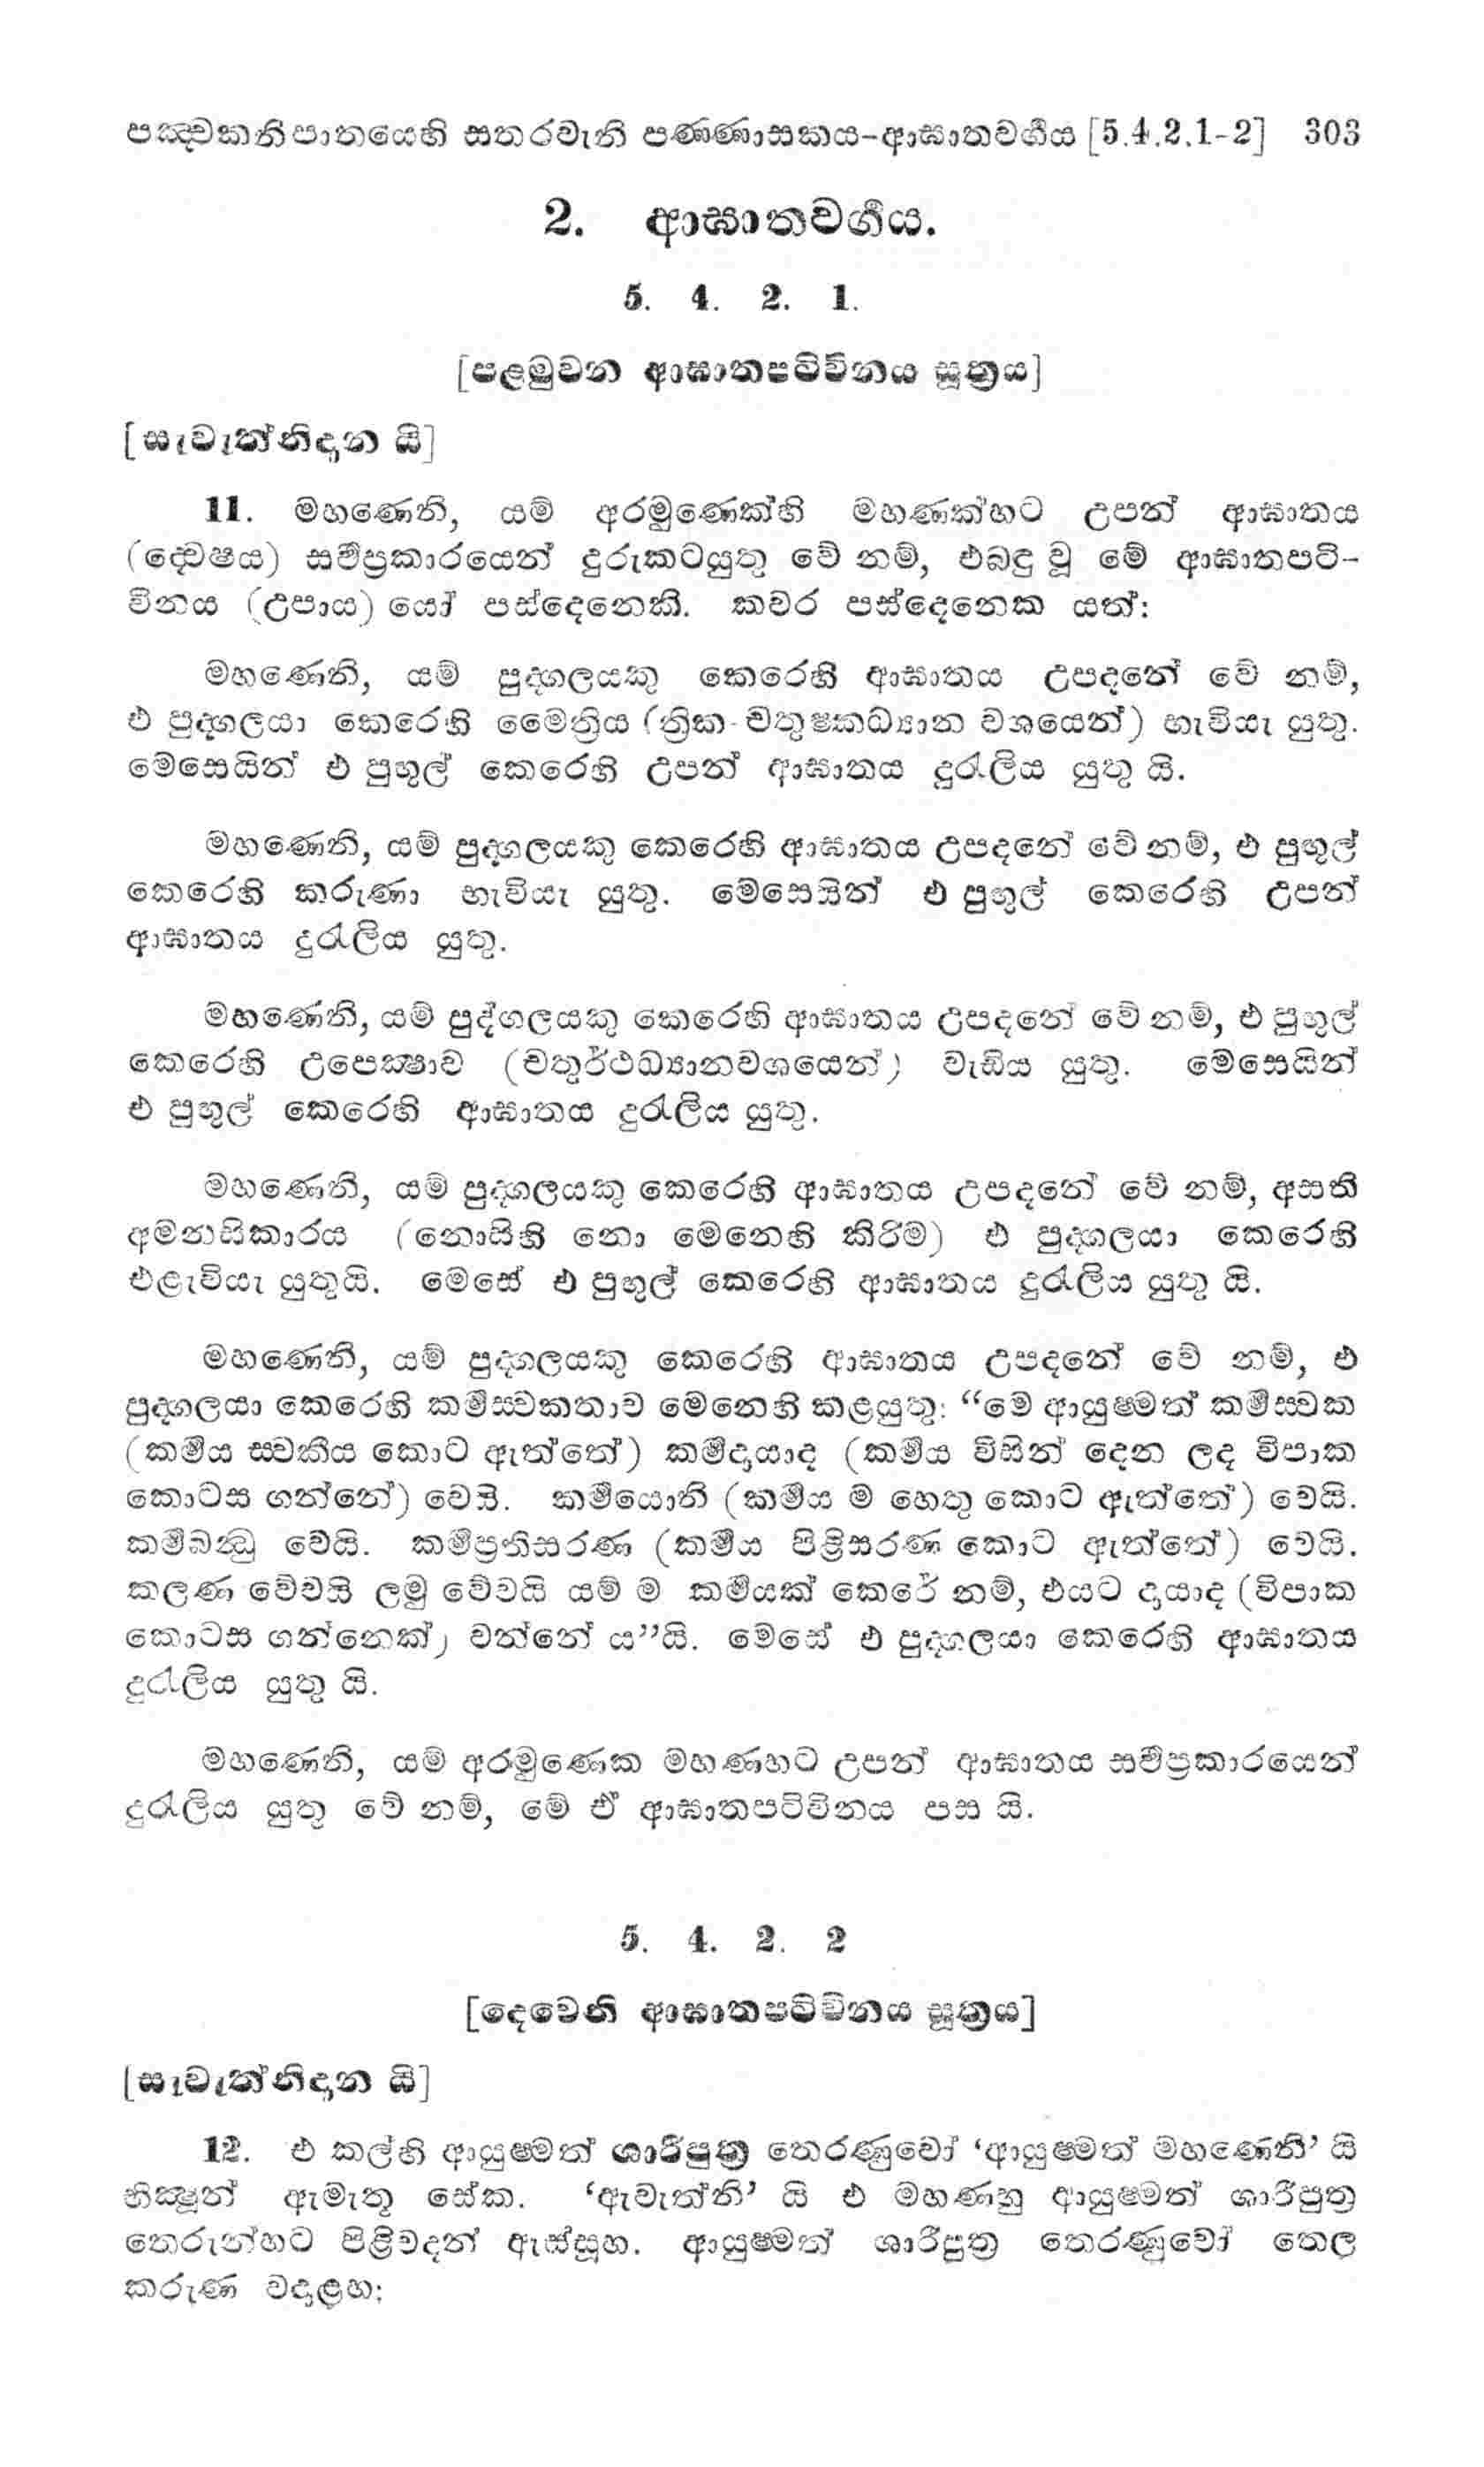 පඤ්චකනිපාතයෙහි සතරවැනි පණ්ණාසකය-ආඝාතවර්‍ගය [5.4.2.1-2] 303
2. ආඝාතවර්‍ගය.
5. 4. 2. 1.
[පළමුවන ආඝාතපටිවිනය සූත්‍රය]
[සැවැත්නිදාන යි]
11. මහණෙනි, යම් අරමුණෙක්හි මහණක්හට උපන් ආඝාතය
(ද්වෙෂය) සර්‍වප්‍රකාරයෙන් දුරුකටයුතු වේ නම්, එබඳු වූ මේ ආඝාතපටි-
විනය (උපාය) යෝ පස්දෙනෙකි. කවර පස්දෙනෙක යත්:
මහණෙනි, යම් පුද්ගලයකු කෙරෙහි ආඝාතය උපදනේ වේ නම්,
එ පුද්ගලයා කෙරෙහි මෛත්‍රිය (ත්‍රික-චතුෂ්කධ්‍යාන වශයෙන්) භැවියැ යුතු.
මෙසෙයින් එ පුඟුල් කෙරෙහි උපන් ආඝාතය දුරැලිය යුතු යි.
මහණෙනි, යම් පුද්ගලයකු කෙරෙහි ආඝාතය උපදනේ වේ නම්, එ පුඟුල්
කෙරෙහි කරුණා භැවියැ යුතු. මෙසෙයින් එ පුඟුල් කෙරෙහි උපන්
ආඝාතය දුරැලිය යුතු.
මහණෙනි, යම් පුද්ගලයකු කෙරෙහි ආඝාතය උපදනේ වේ නම්, එ පුඟුල්
කෙරෙහි උපෙක්‍ෂාව (චතුර්ථධ්‍යානවශයෙන්) වැඩිය යුතු. මෙසෙයින්
එ පුඟුල් කෙරෙහි ආඝාතය දුරැලිය යුතු.
මහණෙනි, යම් පුද්ගලයකු කෙරෙහි ආඝාතය උපදනේ වේ නම්, අසති
අමනසිකාරය (නොසිහි නො මෙනෙහි කිරීම) එ පුද්ගලයා කෙරෙහි
එළැවියැ යුතුයි. මෙසේ එ පුඟුල් කෙරෙහි ආඝාතය දුරැලිය යුතු යි.
මහණෙනි, යම් පුද්ගලයකු කෙරෙහි ආඝාතය උපදනේ වේ නම්, එ
පුද්ගලයා කෙරෙහි කර්‍මස්වකතාව මෙනෙහි කළයුතු: “මේ ආයුෂ්මත් කර්‍මස්වක
(කර්‍මය ස්වකීය කොට ඇත්තේ) කර්‍මදායාද (කර්‍මය විසින් දෙන ලද විපාක
කොටස ගන්නේ) වෙයි. කර්‍මයොනි (කර්‍මය ම හෙතු කොට ඇත්තේ) වෙයි.
කර්‍මබන්‍ධු වෙයි. කර්‍මප්‍රතිසරණ (කර්‍මය පිළිසරණ කොට ඇත්තේ) වෙයි.
කලණ වේවයි ලමු වේවයි යම් ම කර්‍මයක් කෙරේ නම්, එයට දායාද (විපාක
කොටස ගන්නෙක්) වන්නේ ය”යි. මෙසේ එ පුද්ගලයා කෙරෙහි ආඝාතය
දුරැලිය යුතු යි.
මහණෙනි, යම් අරමුණෙක මහණහට උපන් ආඝාතය සර්‍වප්‍රකාරයෙන්
දුරැලිය යුතු වේ නම්, මේ ඒ ආඝාතපටිවිනය පස යි.
5. 4. 2. 2
[දෙවෙනි ආඝාතපටිවිනය සූත්‍රය]
[සැවැත්නිදාන යි]
12. එ කල්හි ආයුෂ්මත් ශාරීපුත්‍ර තෙරණුවෝ ‘ආයුෂ්මත් මහණෙනි’ යි
භික්‍ෂූන් ඇමැතූ සේක. ‘ඇවැත්නි’ යි එ මහණහු ආයුෂ්මත් ශාරීපුත්‍ර
තෙරුන්හට පිළිවදන් ඇස්සූහ. ආයුෂ්මත් ශාරීපුත්‍ර තෙරණුවෝ තෙල
කරුණ වදාළහ: